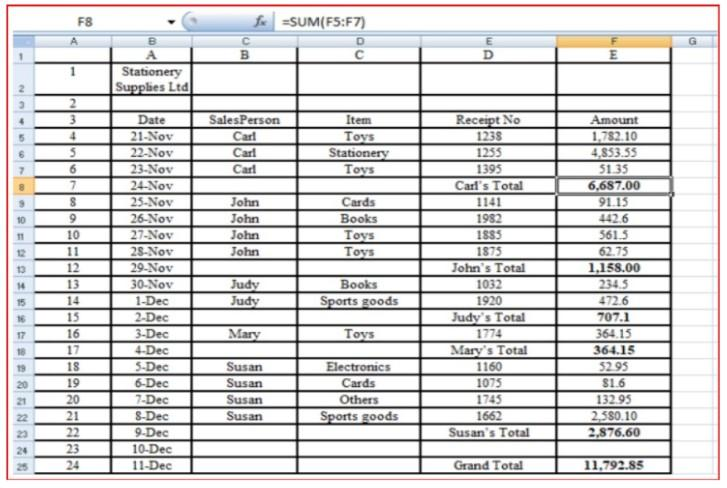 F8 fx =SUM(F5:F7)
A B C D E F G
1 A B C D E
2 1 Stationery Supplies Ltd
3 2
4 3 Date SalesPerson Item Receipt No Amount
5 4 21-Nov Carl Toys 1238 1,782.10
6 5 22-Nov Carl Stationery 1255 4,853.55
7 6 23-Nov Carl Toys 1395 51.35
8 7 24-Nov Carl's Total 6,687.00
9 8 25-Nov John Cards 1141 91.15
10 9 26-Nov John Books 1982 442.6
11 10 27-Nov John Toys 1885 561.5
12 11 28-Nov John Toys 1875 62.75
13 12 29-Nov John's Total 1,158.00
14 13 30-Nov Judy Books 1032 234.5
15 14 1-Dec Judy Sports goods 1920 472.6
16 15 2-Dec Judy's Total 707.1
17 16 3-Dec Mary Toys 1774 364.15
18 17 4-Dec Mary's Total 364.15
19 18 5-Dec Susan Electronics 1160 52.95
20 19 6-Dec Susan Cards 1075 81.6
21 20 7-Dec Susan Others 1745 132.95
22 21 8-Dec Susan Sports goods 1662 2,580.10
23 22 9-Dec Susan's Total 2,876.60
24 23 10-Dec
25 24 11-Dec Grand Total 11,792.85